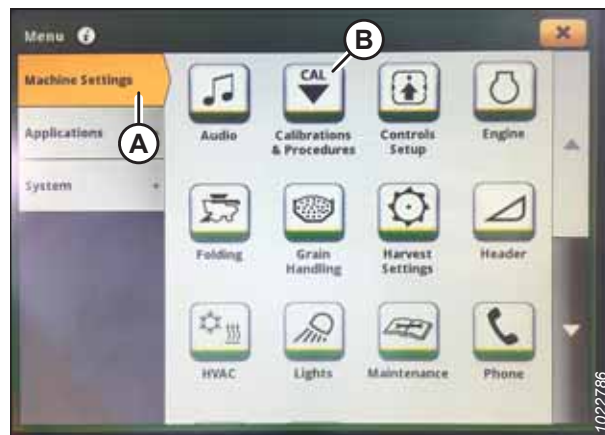 Menu i
B
Machine Settings
A
Applications +
System +
CAL
Audio
Calibrations
& Procedures
Controls
Setup
Engine
Folding
Grain
Handling
Harvest
Settings
Header
HVAC
Lights
Maintenance
Phone
1022786